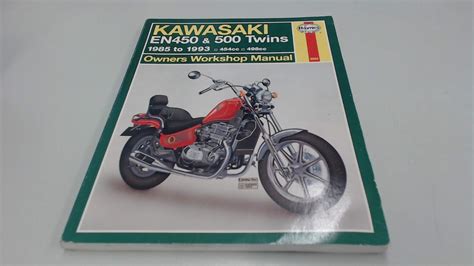 KAWASAKI
EN450 & 500 Twins
1985 to 1993 □ 454cc □ 498cc
Owners Workshop Manual
Haynes